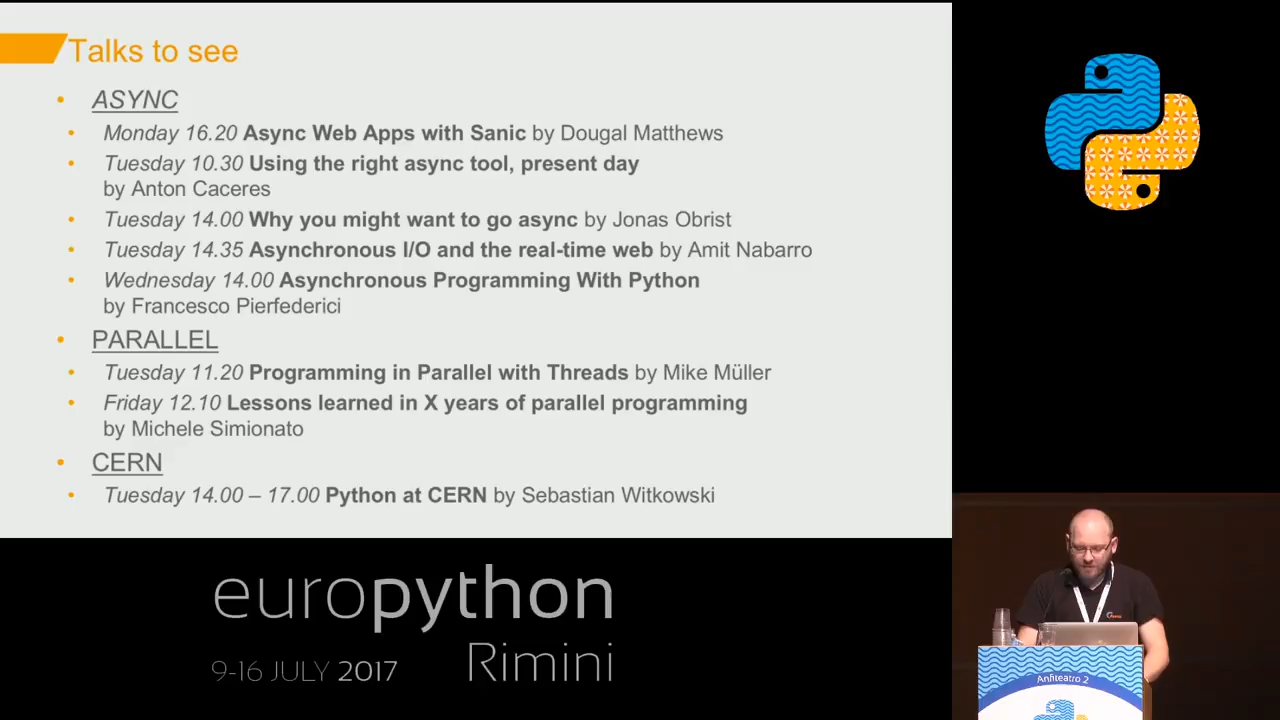 Talks to see
• ASYNC
• Monday 16.20 Async Web Apps with Sanic by Dougal Matthews
• Tuesday 10.30 Using the right async tool, present day
by Anton Caceres
• Tuesday 14.00 Why you might want to go async by Jonas Obrist
• Tuesday 14.35 Asynchronous I/O and the real-time web by Amit Nabarro
• Wednesday 14.00 Asynchronous Programming With Python
by Francesco Pierfederici
• PARALLEL
• Tuesday 11.20 Programming in Parallel with Threads by Mike Müller
• Friday 12.10 Lessons learned in X years of parallel programming
by Michele Simionato
• CERN
• Tuesday 14.00 – 17.00 Python at CERN by Sebastian Witkowski
europython
9-16 JULY 2017 Rimini
Anfiteatro 2